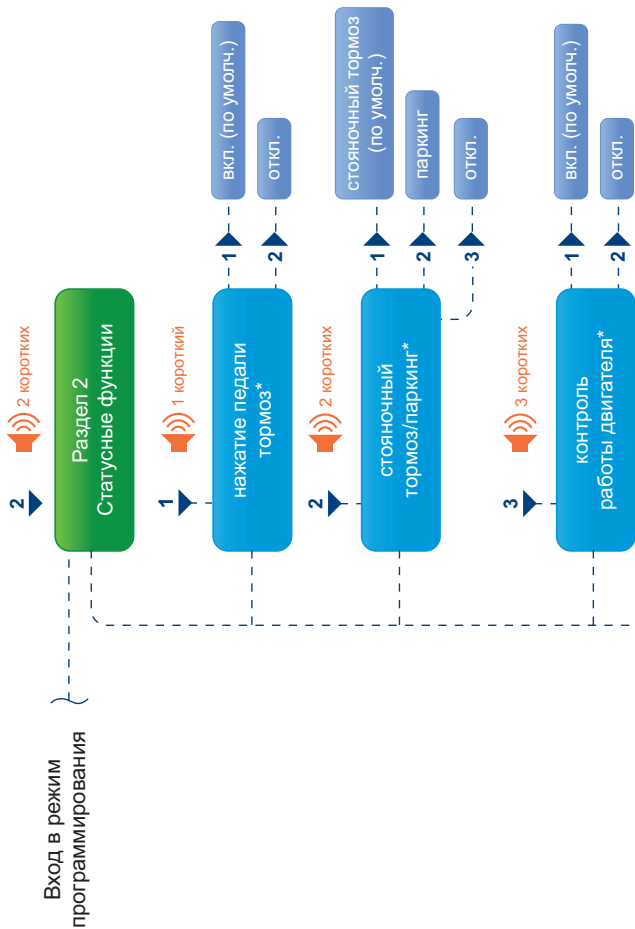 Вход в режим
программирования
2
2 коротких
Раздел 2
Статусные функции
1
1 короткий
нажатие педали
тормоз*
1
вкл. (по умолч.)
2
откл.
2
2 коротких
стояночный
тормоз/паркинг*
1
стояночный тормоз
(по умолч.)
2
паркинг
3
откл.
3
3 коротких
контроль
работы двигателя*
1
вкл. (по умолч.)
2
откл.